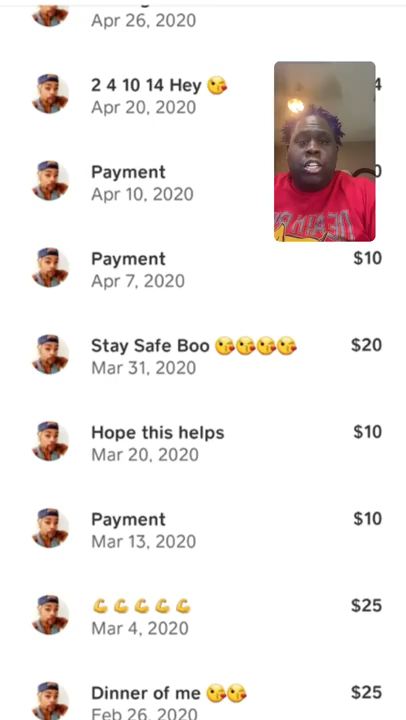 Apr 26, 2020
2 4 10 14 Hey 😘
4
Apr 20, 2020
Payment
0
Apr 10, 2020
Payment
$10
Apr 7, 2020
Stay Safe Boo 😘😘😘😘
$20
Mar 31, 2020
Hope this helps
$10
Mar 20, 2020
Payment
$10
Mar 13, 2020
💪💪💪💪💪
$25
Mar 4, 2020
Dinner of me 😘😘
$25
Feb 26, 2020